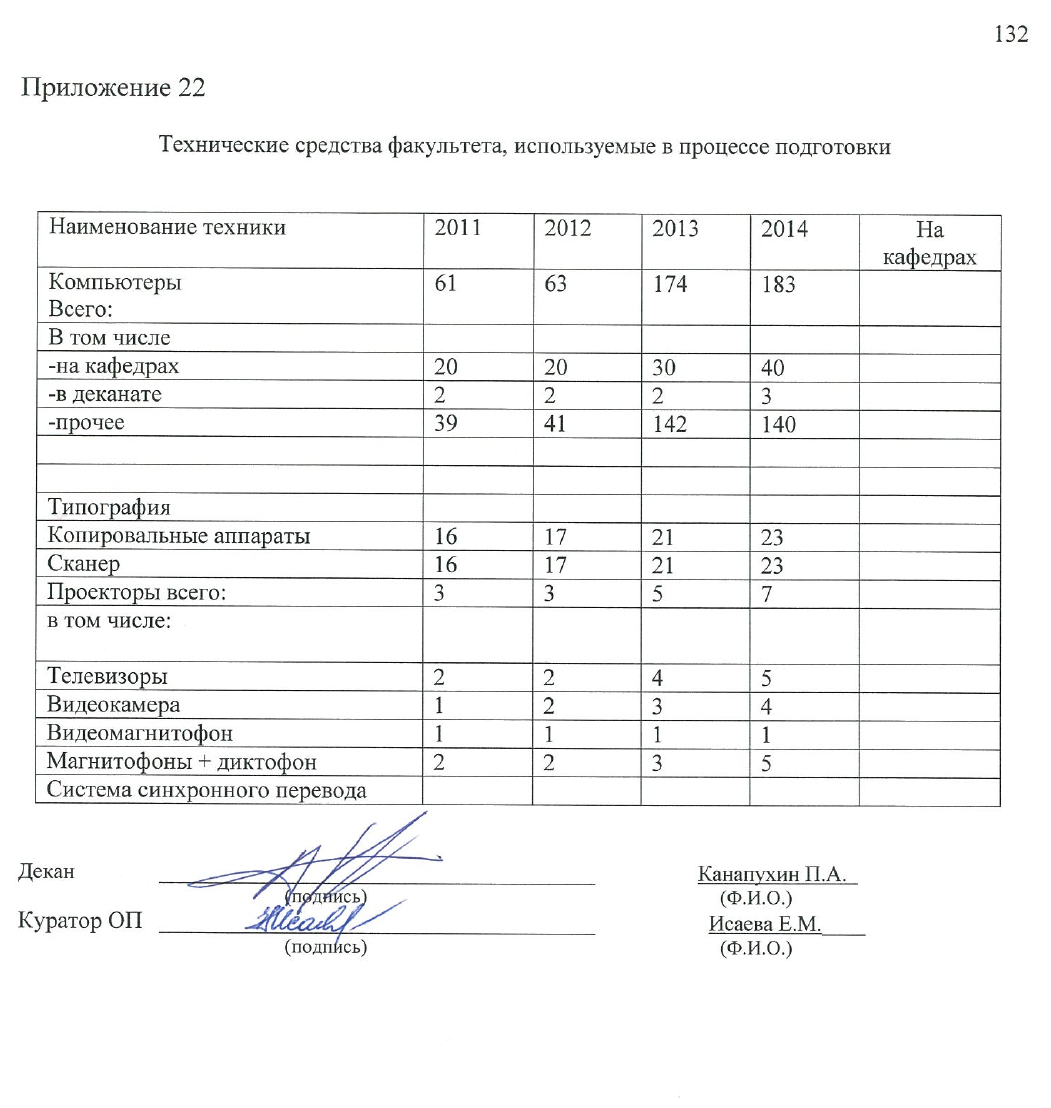 132
Приложение 22
Технические средства факультета, используемые в процессе подготовки
Наименование техники 2011 2012 2013 2014 На
кафедрах
Компьютеры 61 63 174 183
Всего:
В том числе
-на кафедрах 20 20 30 40
-в деканате 2 2 2 3
-прочее 39 41 142 140
Типография
Копировальные аппараты 16 17 21 23
Сканер 16 17 21 23
Проекторы всего: 3 3 5 7
в том числе:
Телевизоры 2 2 4 5
Видеокамера 1 2 3 4
Видеомагнитофон 1 1 1 1
Магнитофоны + диктофон 2 2 3 5
Система синхронного перевода
Декан Канапухин П.А.
(подпись) (Ф.И.О.)
Куратор ОП Исаева Е.М.
(подпись) (Ф.И.О.)